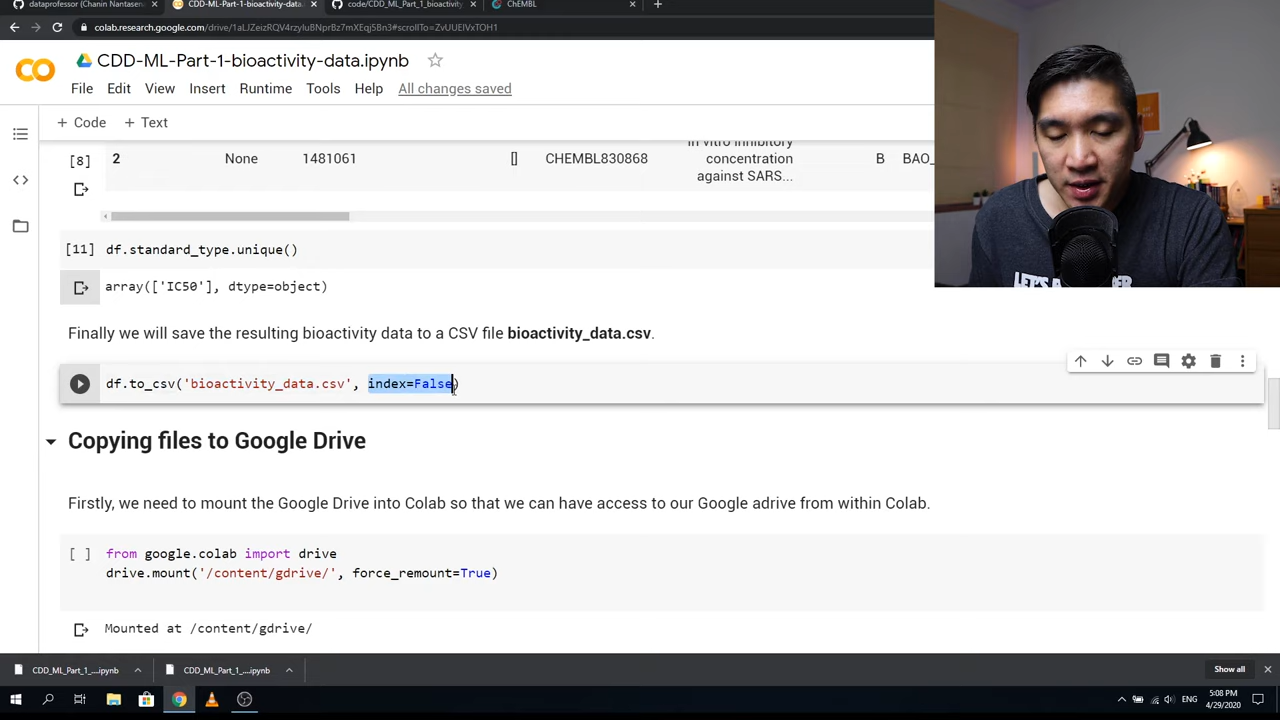 dataprofessor (Chanin Nantasena
CDD-ML-Part-1-bioactivity-data.
code/CDD_ML_Part_1_bioactivity
ChEMBL
colab.research.google.com/drive/1aLJZeizRQV4rzyluBNprBz7mXEqj5Bn3#scrollTo=ZvUUElVxTOH1
CDD-ML-Part-1-bioactivity-data.ipynb
File Edit View Insert Runtime Tools Help All changes saved
+ Code + Text
[8] 2 None 1481061 [] CHEMBL830868 In vitro inhibitory concentration against SARS... B BAO_
[11] df.standard_type.unique()
array(['IC50'], dtype=object)
Finally we will save the resulting bioactivity data to a CSV file bioactivity_data.csv.
df.to_csv('bioactivity_data.csv', index=False)
Copying files to Google Drive
Firstly, we need to mount the Google Drive into Colab so that we can have access to our Google adrive from within Colab.
[ ] from google.colab import drive
drive.mount('/content/gdrive/', force_remount=True)
Mounted at /content/gdrive/
CDD_ML_Part_1_....ipynb
CDD_ML_Part_1_....ipynb
Show all
ENG
5:08 PM
4/29/2020